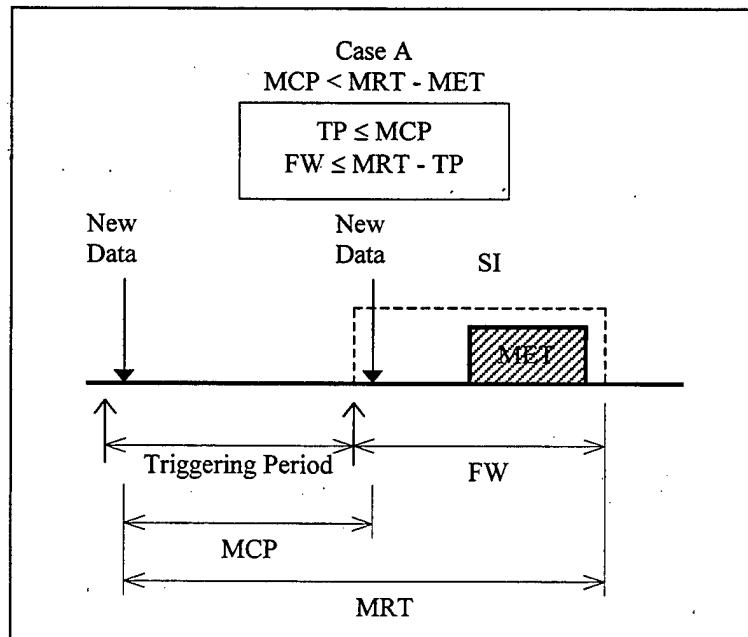 Case A
MCP < MRT - MET
TP ≤ MCP
FW ≤ MRT - TP
New
Data
New
Data
SI
MET
Triggering Period
FW
MCP
MRT